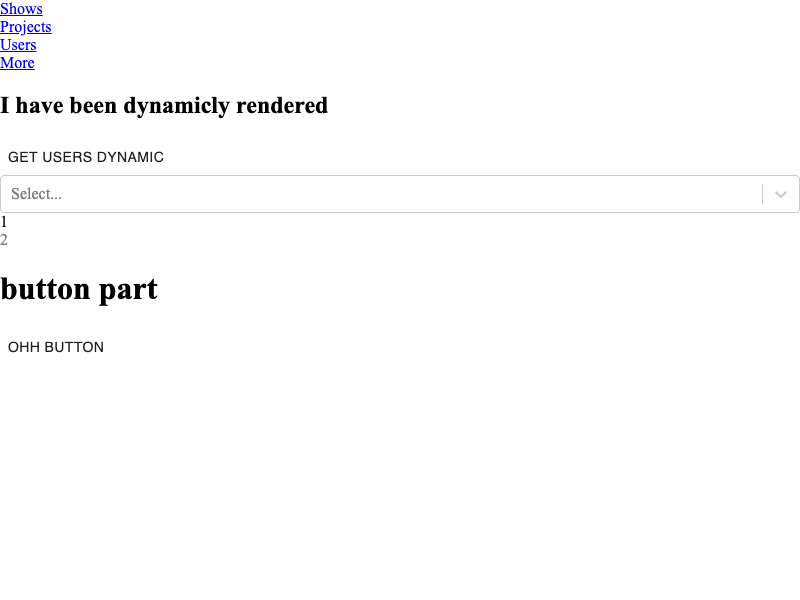 Shows
Projects
Users
More
I have been dynamicly rendered
GET USERS DYNAMIC
Select...
1
2
button part
OHH BUTTON